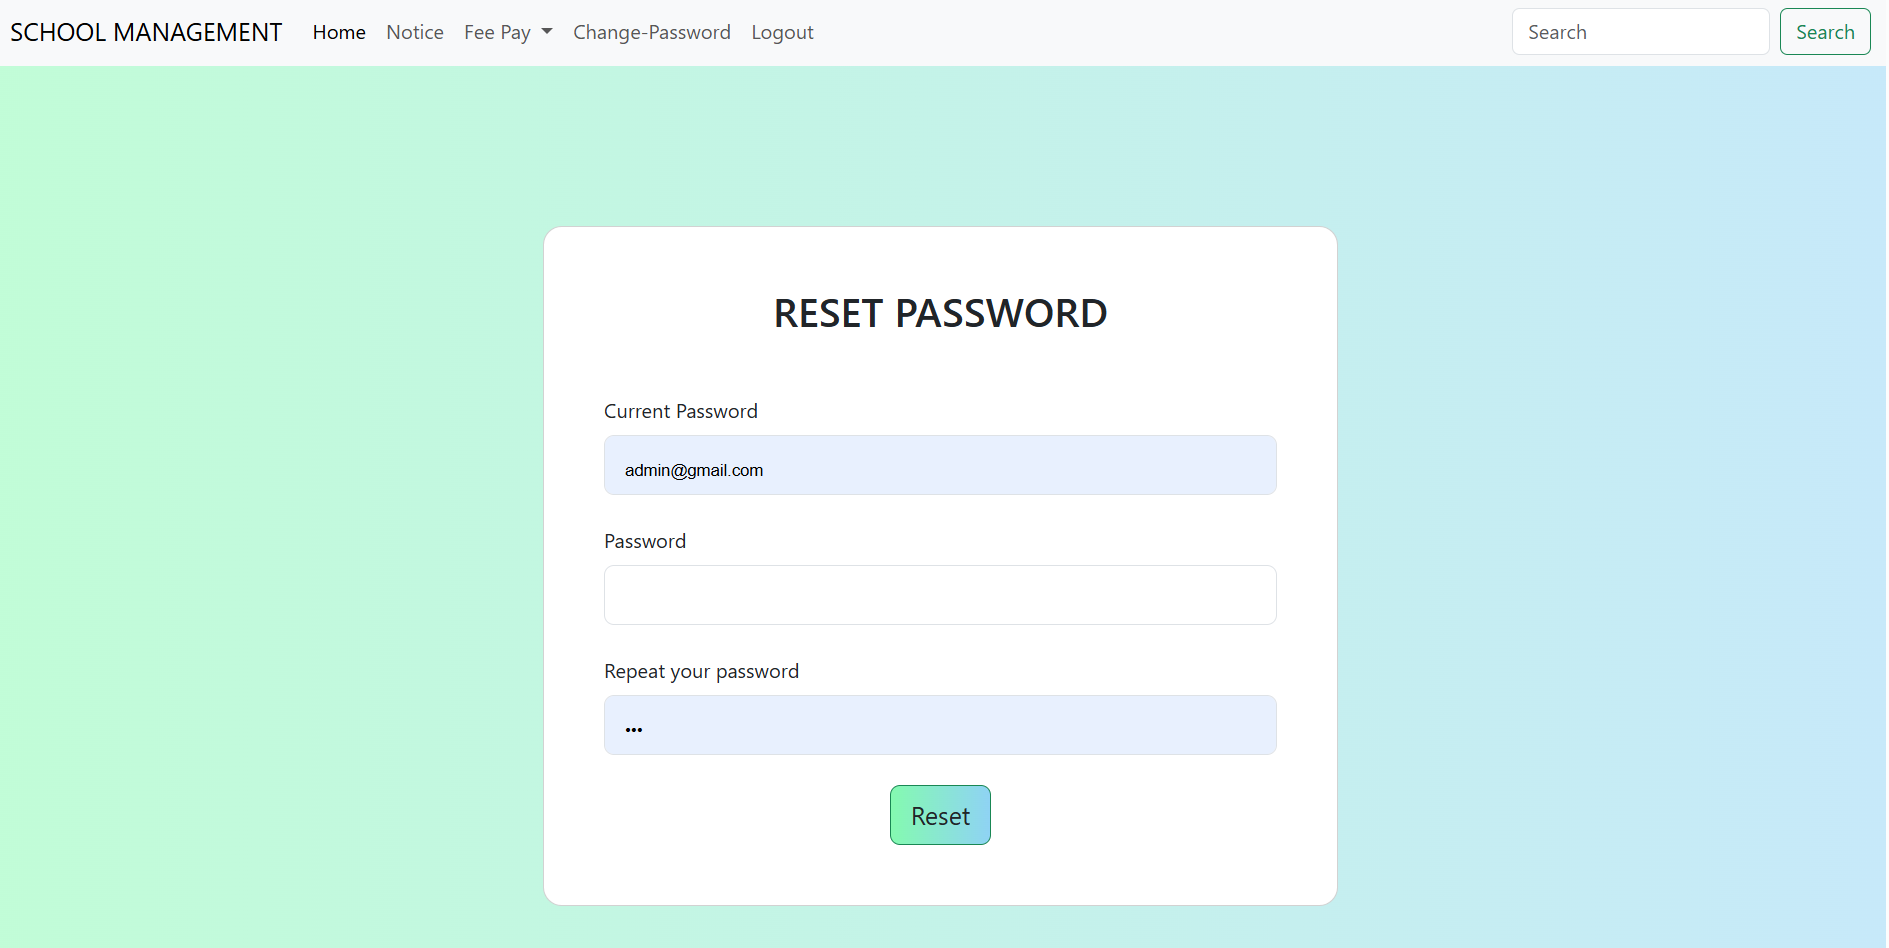 SCHOOL MANAGEMENT Home Notice Fee Pay Change-Password Logout Search Search
RESET PASSWORD
Current Password
admin@gmail.com
Password
Repeat your password
•••
Reset